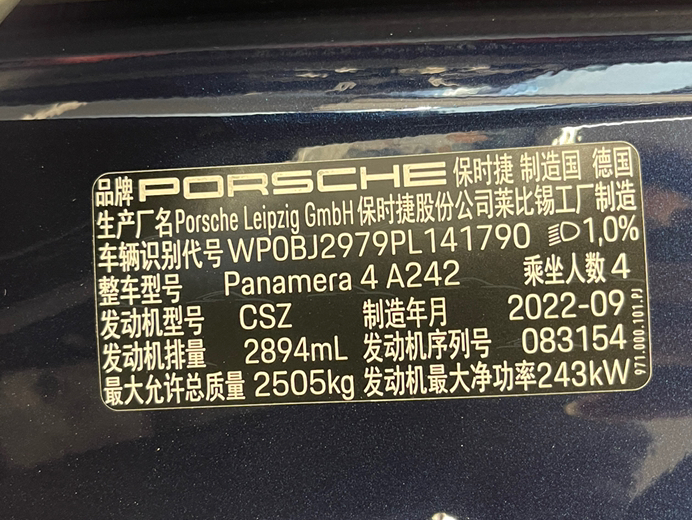 品牌 PORSCHE 保时捷 制造国 德国
生产厂名 Porsche Leipzig GmbH 保时捷股份公司莱比锡工厂制造
车辆识别代号 WP0BJ2979PL141790 1,0%
整车型号 Panamera 4 A242 乘坐人数 4
发动机型号 CSZ 制造年月 2022-09
发动机排量 2894mL 发动机序列号 083154
最大允许总质量 2505kg 发动机最大净功率 243kW
971.000.101.PJ